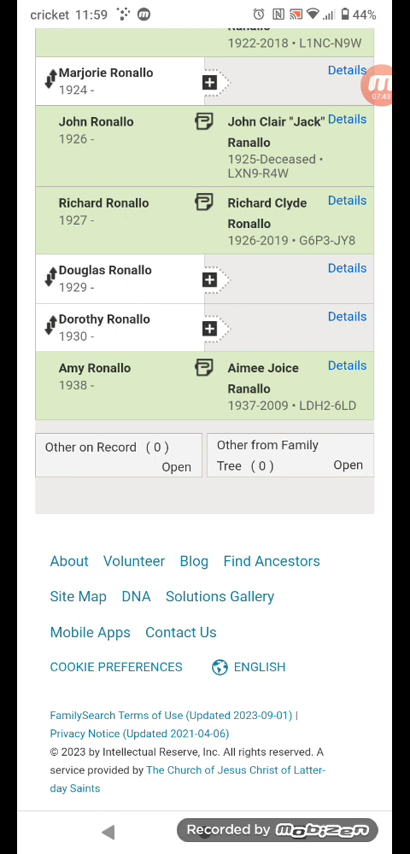 cricket 11:59 44%
Ronallo
1922-2018 • L1NC-N9W
Marjorie Ronallo
1924 -
Details
07:43
John Ronallo
1926 -
John Clair "Jack"
Ranallo
1925-Deceased •
LXN9-R4W
Details
Richard Ronallo
1927 -
Richard Clyde
Ronallo
1926-2019 • G6P3-JY8
Details
Douglas Ronallo
1929 -
Details
Dorothy Ronallo
1930 -
Details
Amy Ronallo
1938 -
Aimee Joice
Ranallo
1937-2009 • LDH2-6LD
Details
Other on Record ( 0 )
Open
Other from Family
Tree ( 0 ) Open
About Volunteer Blog Find Ancestors
Site Map DNA Solutions Gallery
Mobile Apps Contact Us
COOKIE PREFERENCES ENGLISH
FamilySearch Terms of Use (Updated 2023-09-01) |
Privacy Notice (Updated 2021-04-06)
© 2023 by Intellectual Reserve, Inc. All rights reserved. A
service provided by The Church of Jesus Christ of Latter-
day Saints
Recorded by mobizen